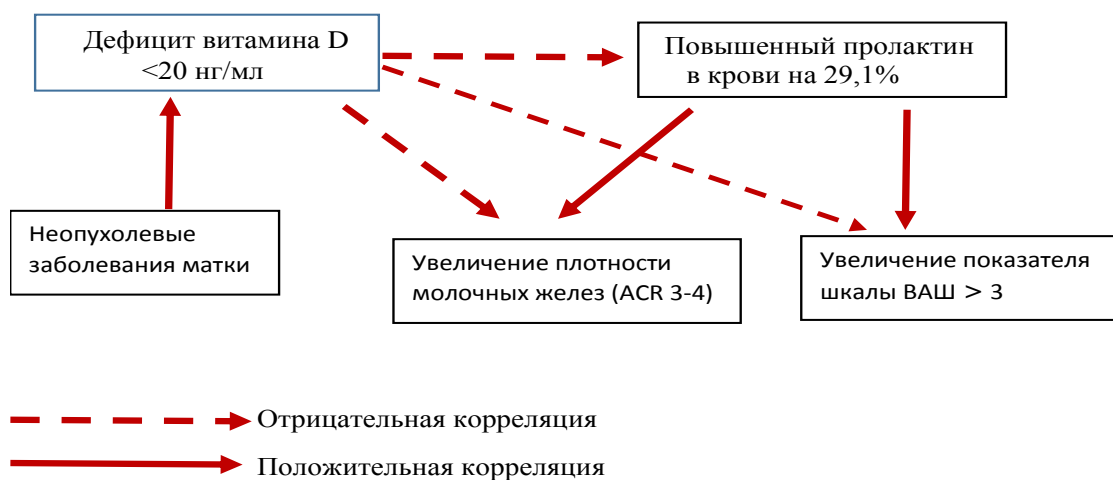 Дефицит витамина D
<20 нг/мл
Повышенный пролактин
в крови на 29,1%
Неопухолевые
заболевания матки
Увеличение плотности
молочных желез (ACR 3-4)
Увеличение показателя
шкалы ВАШ > 3
Отрицательная корреляция
Положительная корреляция